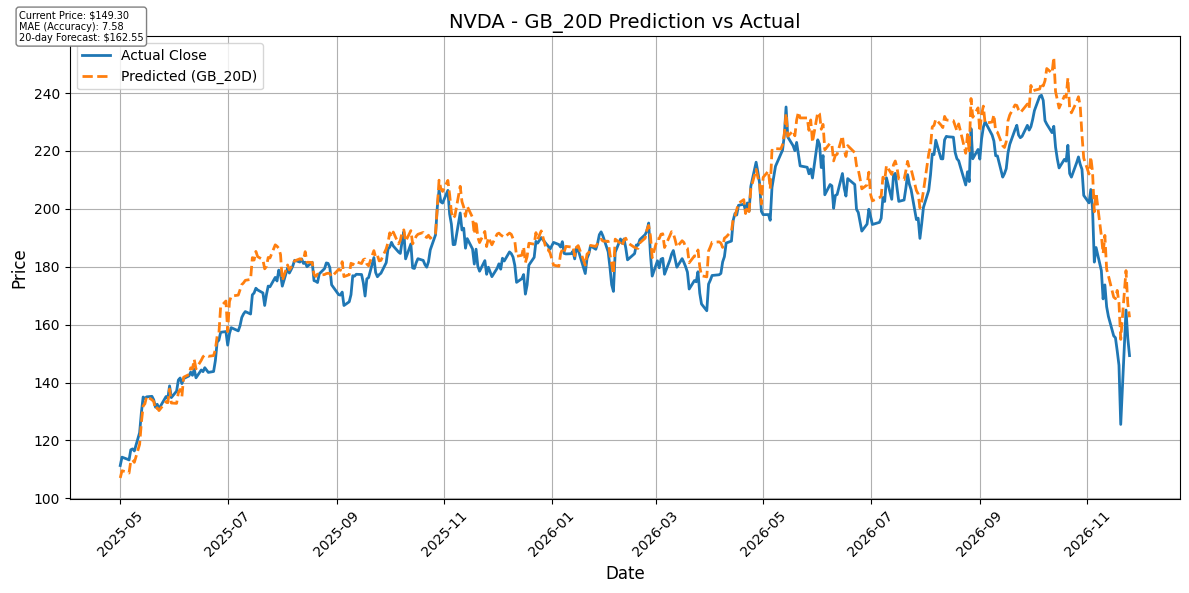 NVDA - GB_20D Prediction vs Actual
Current Price: $149.30
MAE (Accuracy): 7.58
20-day Forecast: $162.55
Actual Close
Predicted (GB_20D)
Price
240
220
200
180
160
140
120
100
2025-05
2025-07
2025-09
2025-11
2026-01
2026-03
2026-05
2026-07
2026-09
2026-11
Date